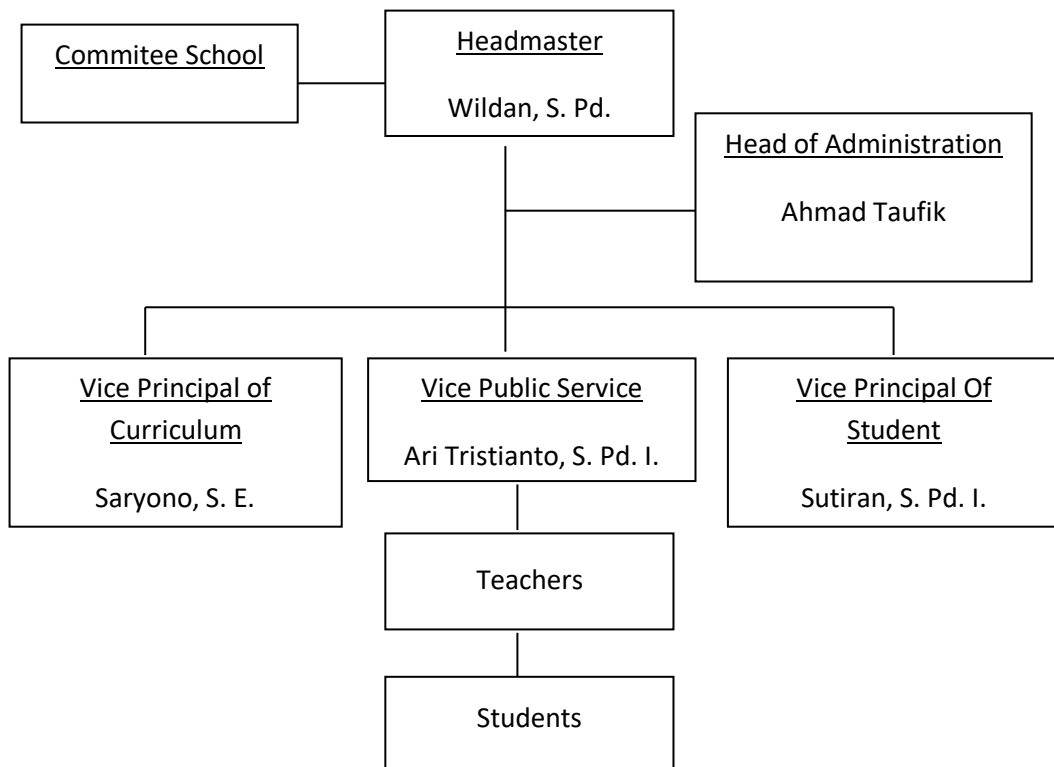 Commitee School
Headmaster
Wildan, S. Pd.
Head of Administration
Ahmad Taufik
Vice Principal of
Curriculum
Saryono, S. E.
Vice Public Service
Ari Tristianto, S. Pd. I.
Vice Principal Of
Student
Sutiran, S. Pd. I.
Teachers
Students